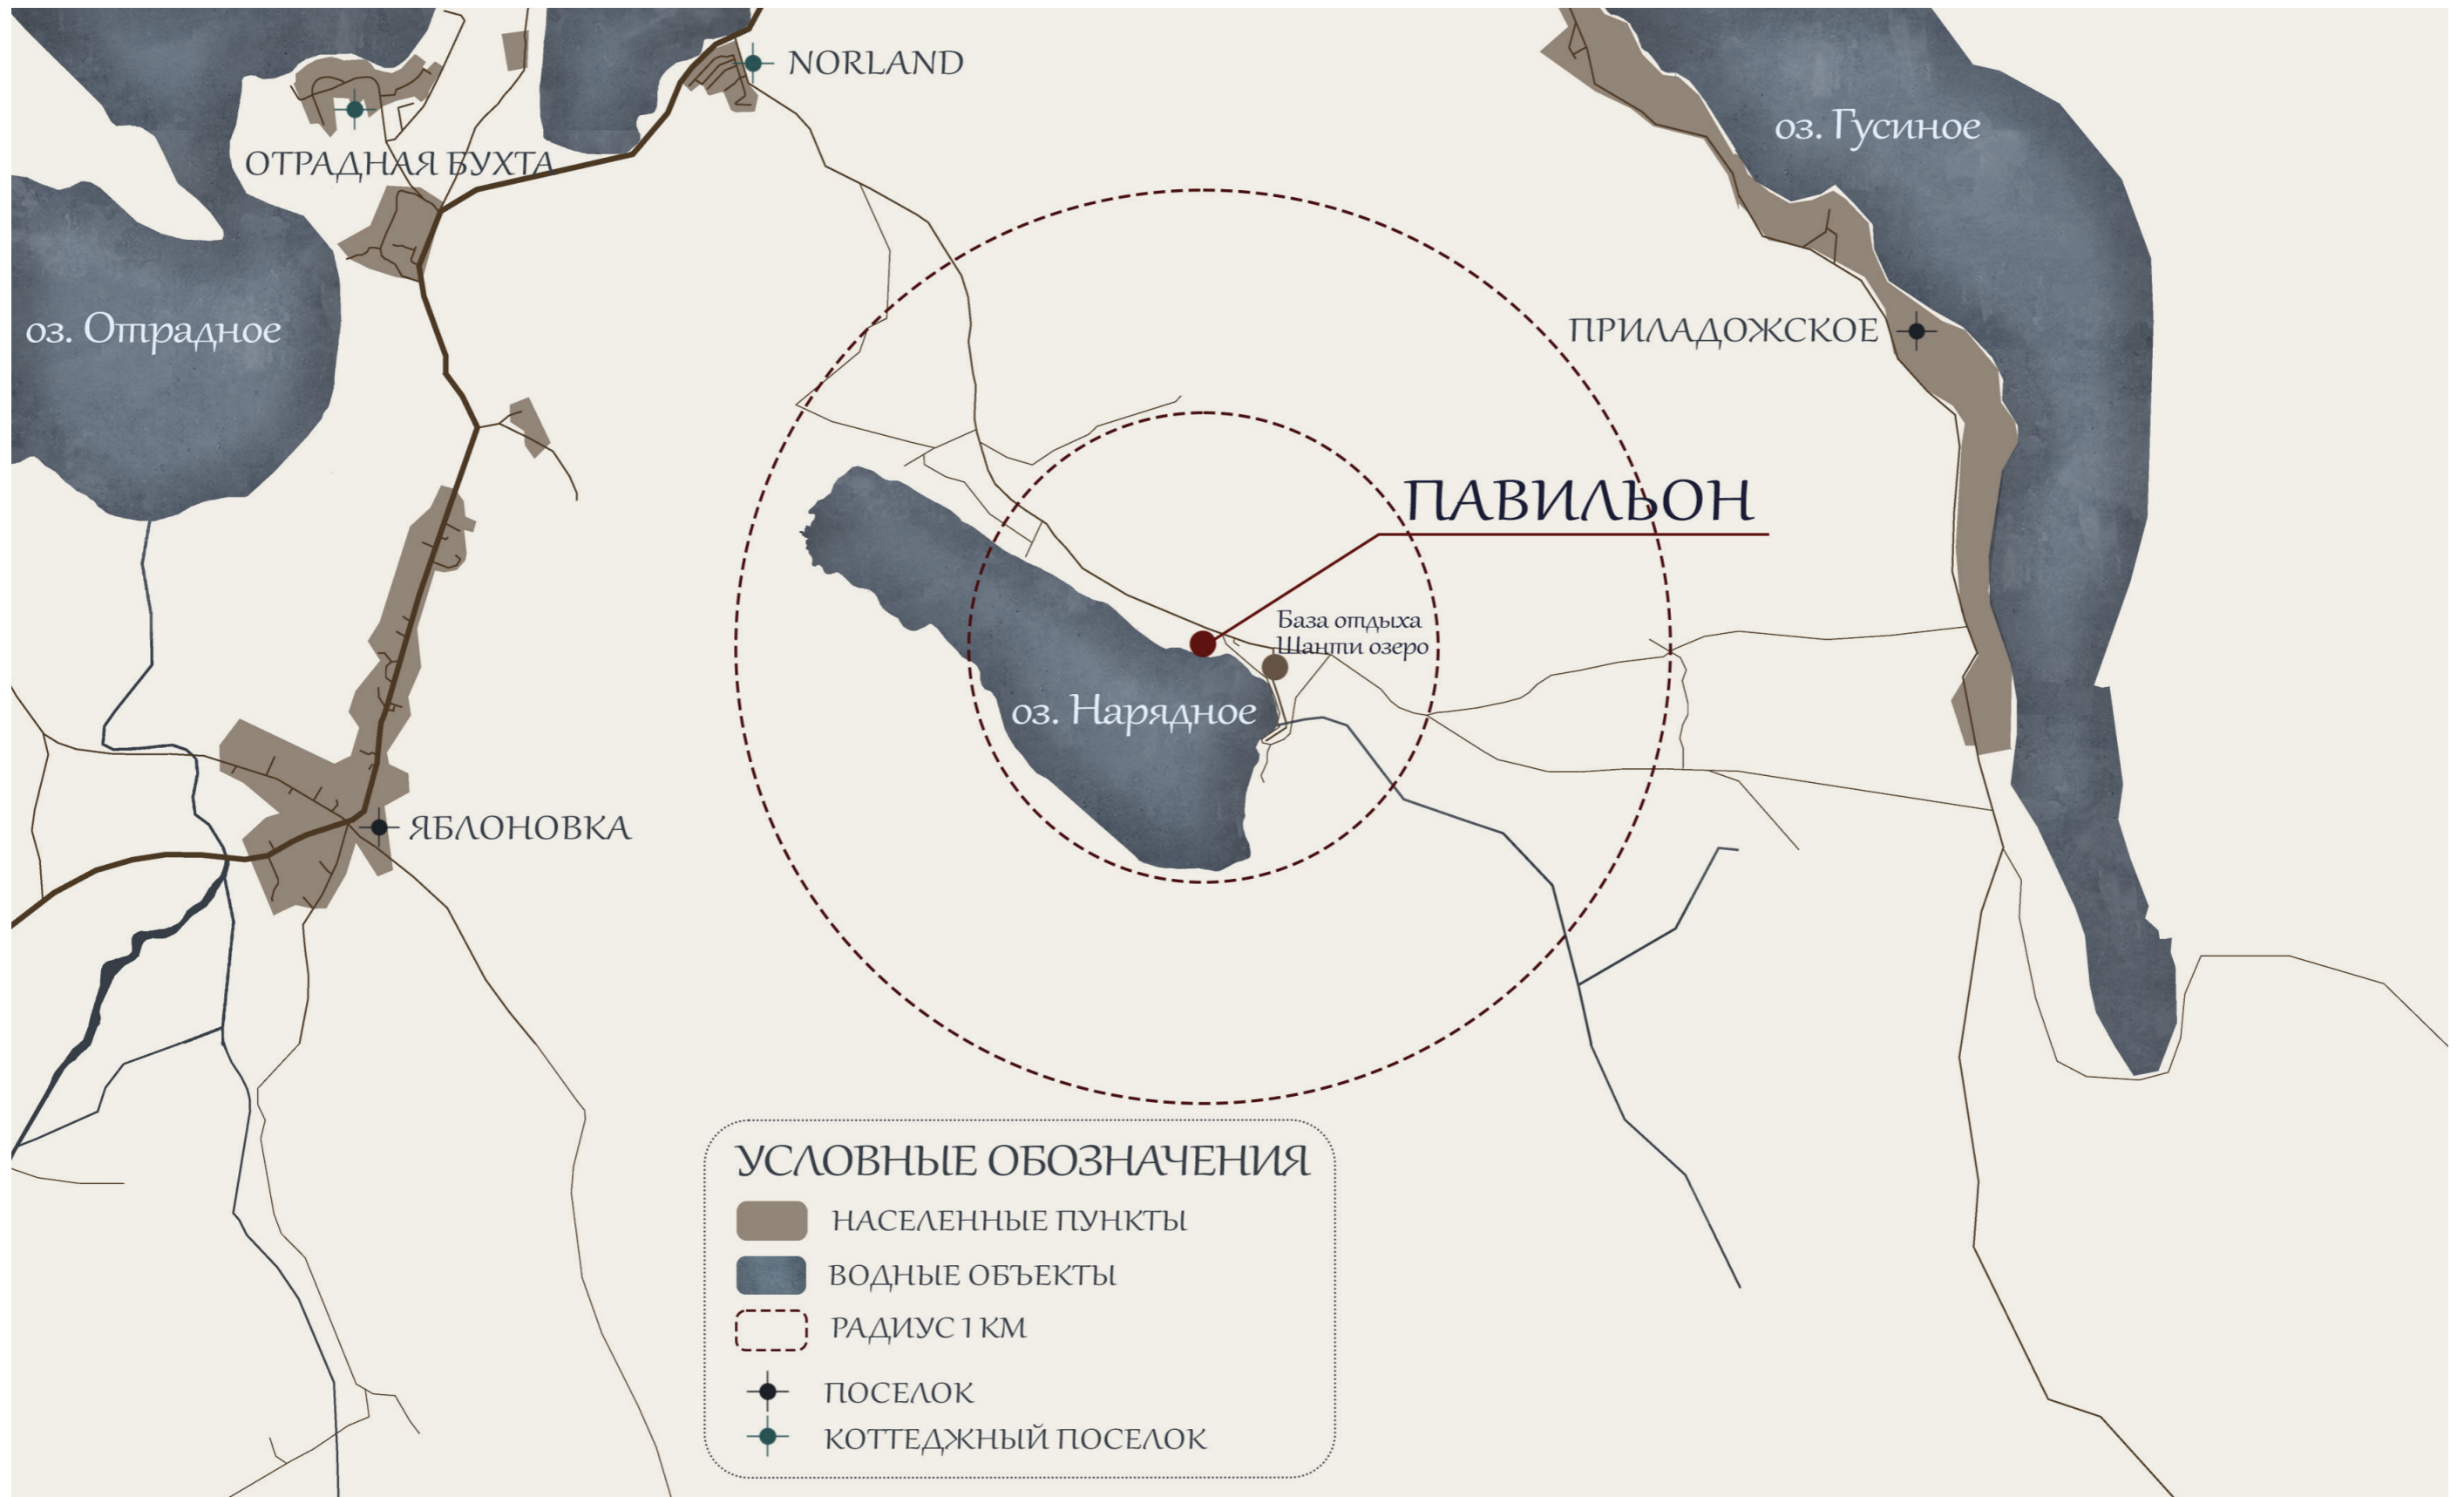 NORLAND
оз. Гусиное
ОТРАДНАЯ БУХТА
оз. Отрадное
ПРИЛАДОЖСКОЕ
ПАВИЛЬОН
База отдыха
Шанти озеро
оз. Нарядное
ЯБЛОНОВКА
УСЛОВНЫЕ ОБОЗНАЧЕНИЯ
НАСЕЛЕННЫЕ ПУНКТЫ
ВОДНЫЕ ОБЪЕКТЫ
РАДИУС 1 КМ
ПОСЕЛОК
КОТТЕДЖНЫЙ ПОСЕЛОК